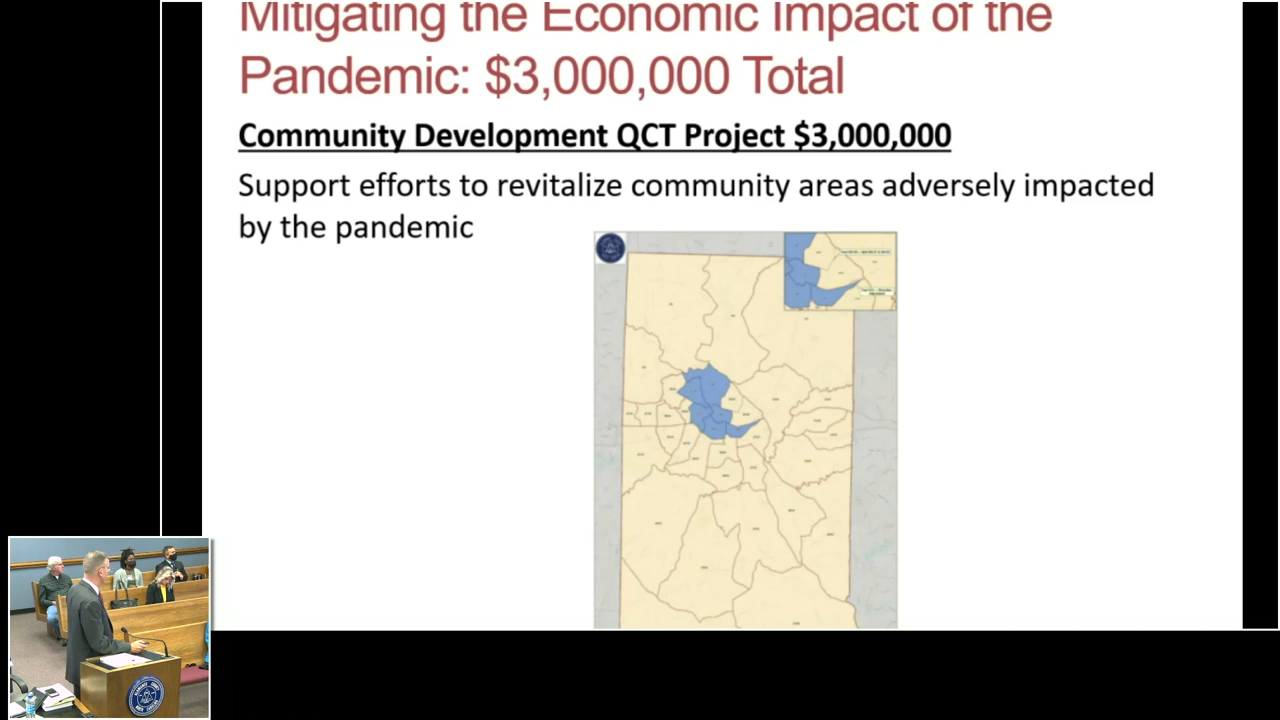 Mitigating the Economic Impact of the
Pandemic: $3,000,000 Total
Community Development QCT Project $3,000,000
Support efforts to revitalize community areas adversely impacted
by the pandemic